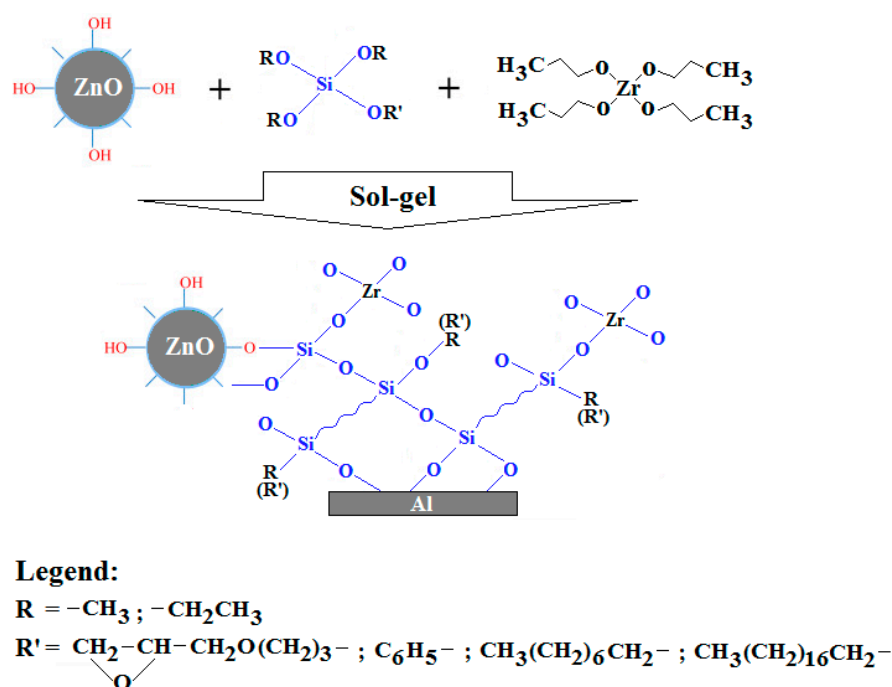 OH
HO ZnO OH
OH
+
RO OR
Si
RO OR'
+
H₃C o o CH₃
Zr
H₃C o o CH₃
Sol-gel
OH
HO ZnO O
O O
Zr
O O
Si
O
O
(R')
R
O
Si
O
O
Si
R
(R')
O
O
Si
O
O
Si
R
(R')
O
O O
Zr
O
Al
Legend:
R = −CH₃ ; −CH₂CH₃
R' = CH₂−CH−CH₂O(CH₂)₃− ; C₆H₅− ; CH₃(CH₂)₆CH₂− ; CH₃(CH₂)₁₆CH₂−
O